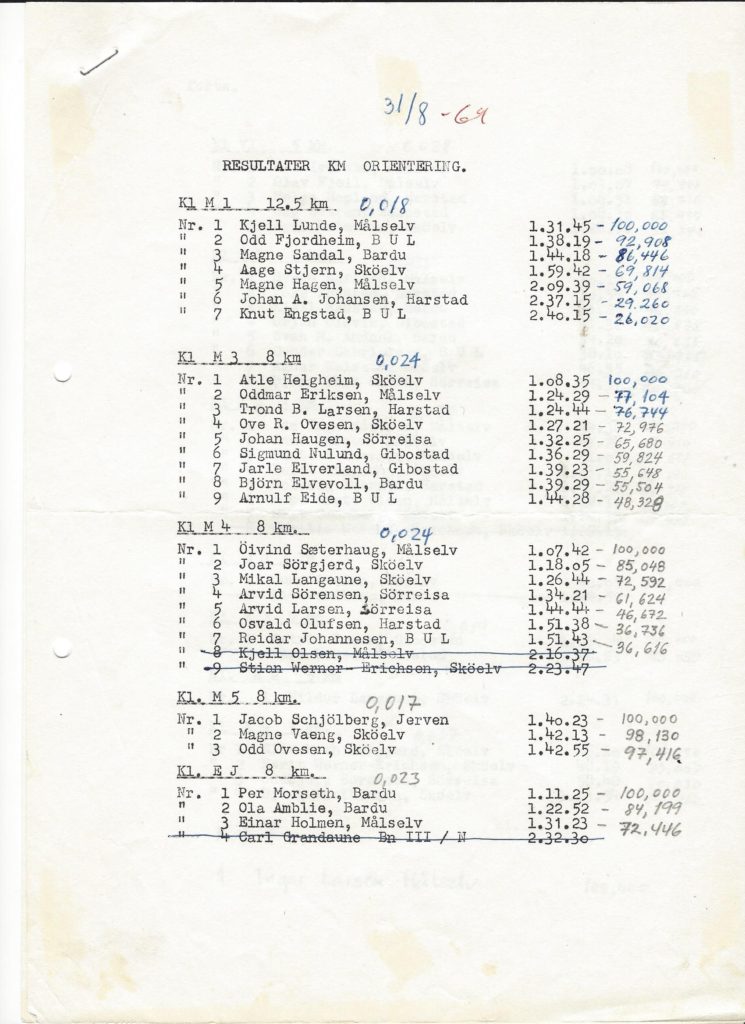 31/8 - 69
RESULTATER KM ORIENTERING.
Kl M 1 12.5 km 0,018
Nr. 1 Kjell Lunde, Målselv 1.31.45 - 100,000
" 2 Odd Fjordheim, B U L 1.38.19 - 92,908
" 3 Magne Sandal, Bardu 1.44.18 - 86,446
" 4 Aage Stjern, Sköelv 1.59.42 - 69,814
" 5 Magne Hagen, Målselv 2.09.39 - 59,068
" 6 Johan A. Johansen, Harstad 2.37.15 - 29.260
" 7 Knut Engstad, B U L 2.40.15 - 26,020
Kl M 3 8 km 0,024
Nr. 1 Atle Helgheim, Sköelv 1.08.35 100,000
" 2 Oddmar Eriksen, Målselv 1.24.29 - 77,104
" 3 Trond B. Larsen, Harstad 1.24.44 - 76,744
" 4 Ove R. Ovesen, Sköelv 1.27.21 - 72,976
" 5 Johan Haugen, Sörreisa 1.32.25 - 65,680
" 6 Sigmund Nulund, Gibostad 1.36.29 - 59,824
" 7 Jarle Elverland, Gibostad 1.39.23 - 55,648
" 8 Björn Elvevoll, Bardu 1.39.29 - 55,504
" 9 Arnulf Eide, B U L 1.44.28 - 48,328
Kl M 4 8 km. 0,024
Nr. 1 Öivind Sæterhaug, Målselv 1.07.42 - 100,000
" 2 Joar Sörgjerd, Sköelv 1.18.05 - 85,048
" 3 Mikal Langaune, Sköelv 1.26.44 - 72,592
" 4 Arvid Sörensen, Sörreisa 1.34.21 - 61,624
" 5 Arvid Larsen, Sörreisa 1.44.44 - 46,672
" 6 Osvald Olufsen, Harstad 1.51.38 - 36,736
" 7 Reidar Johannesen, B U L 1.51.43 - 36,616
" 8 Kjell Olsen, Målselv 2.16.37
" 9 Stian Werner- Erichsen, Sköelv 2.23.47
Kl. M 5 8 km. 0,017
Nr. 1 Jacob Schjölberg, Jerven 1.40.23 - 100,000
" 2 Magne Vaeng, Sköelv 1.42.13 - 98,130
" 3 Odd Ovesen, Sköelv 1.42.55 - 97,416
Kl. EJ 8 km. 0,023
Nr. 1 Per Morseth, Bardu 1.11.25 - 100,000
" 2 Ola Amblie, Bardu 1.22.52 - 84,199
" 3 Einar Holmen, Målselv 1.31.23 - 72,446
" 4 Carl Grandaune Bn III / N 2.32.30